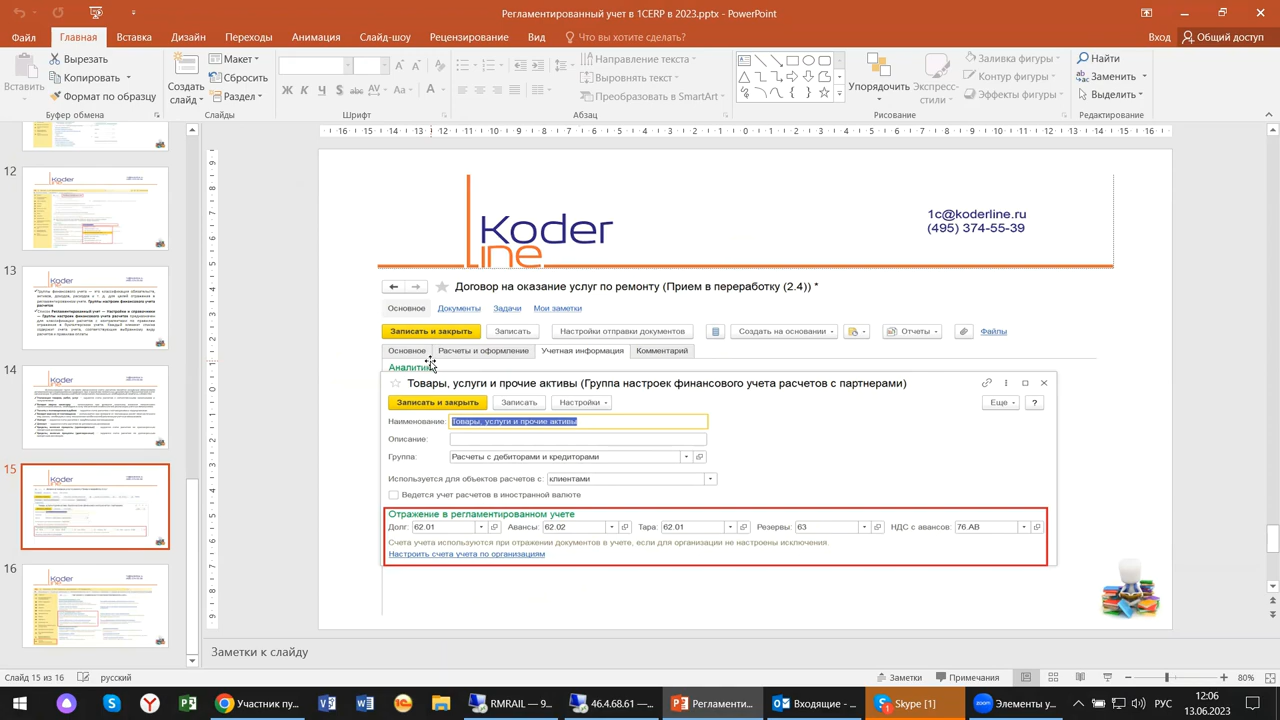 Регламентированный учет в ЕРП в 2023.pptx - PowerPoint
Файл Главная Вставка Дизайн Переходы Анимация Слайд-шоу Рецензирование Вид Что вы хотите сделать? Вход Общий доступ
Вставить
Вырезать
Копировать
Формат по образцу
Буфер обмена
Создать слайд
Макет
Сбросить
Раздел
Слайды
Шрифт
Направление текста
Выровнять текст
Преобразовать в SmartArt
Абзац
Упорядочить
Экспресс-стили
Заливка фигуры
Контур фигуры
Эффекты фигуры
Рисование
Найти
Заменить
Выделить
Редактирование
12
13
14
15
16
Koder
line
1c@koderline.ru
(495) 374-55-39
Договор на оказание услуг по ремонту (Прием в переработку (2.4)) *
Основное Документы Задачи Мои заметки
Записать и закрыть Записать Настройки отправки документов Создать на основании Отчеты Файлы
Основное Расчеты и оформление Учетная информация Комментарий
Товары, услуги и прочие активы (Группа настроек финансового учета расчетов с партнерами)
Записать и закрыть Записать Настройки Еще ?
Наименование: Товары, услуги и прочие активы
Описание:
Группа: Расчеты с дебиторами и кредиторами
Используется для объектов расчетов с: клиентами
Ведется учет расчетов в иностранной валюте
Отражение в регламентированном учете
Долг: 62.01 Авансы: 62.02 Тара: 62.01 Резервы: 63 НДС с авансов: 76.АВ
Счета учета используются при отражении документов в учете, если для организации не настроены исключения.
Настроить счета учета по организациям
Заметки к слайду
Слайд 15 из 16 русский Заметки Примечания 80%
Участник пу RMRAIL — 9... 46.4.68.61 —... Регламенти... Входящие -... Skype [1] Элементы у... РУС 12:06
13.06.2023